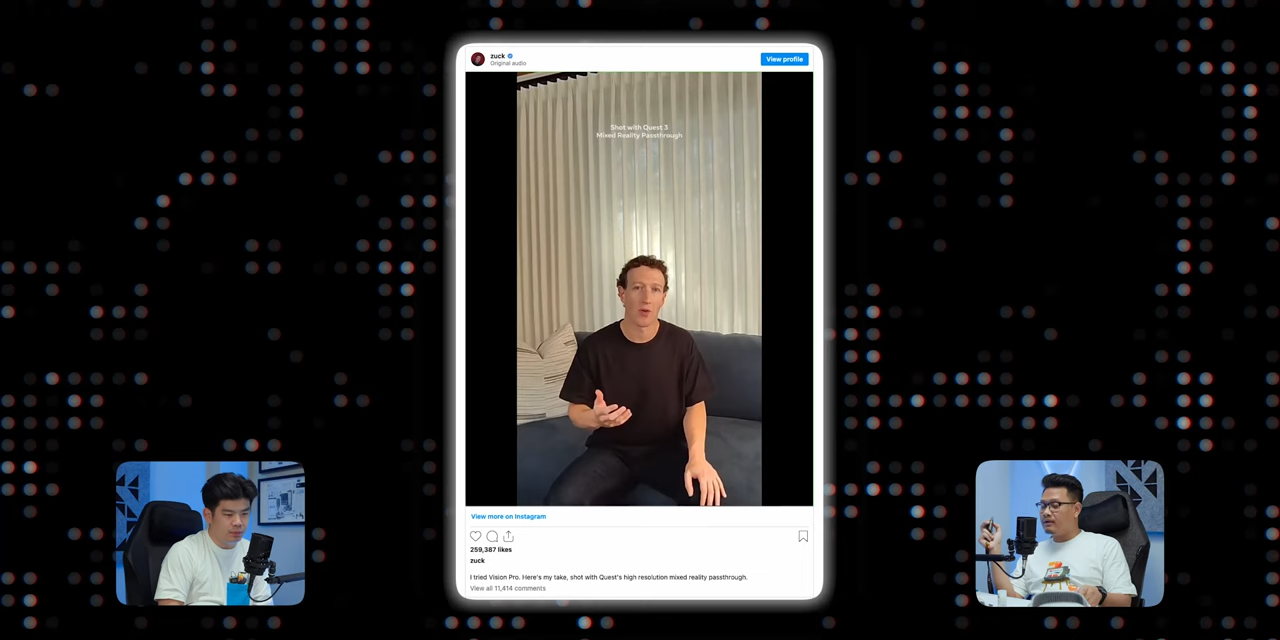 zuck
Original audio
View profile
Shot with Quest 3
Mixed Reality Passthrough
View more on Instagram
259,387 likes
zuck
I tried Vision Pro. Here's my take, shot with Quest's high resolution mixed reality passthrough.
View all 11,414 comments